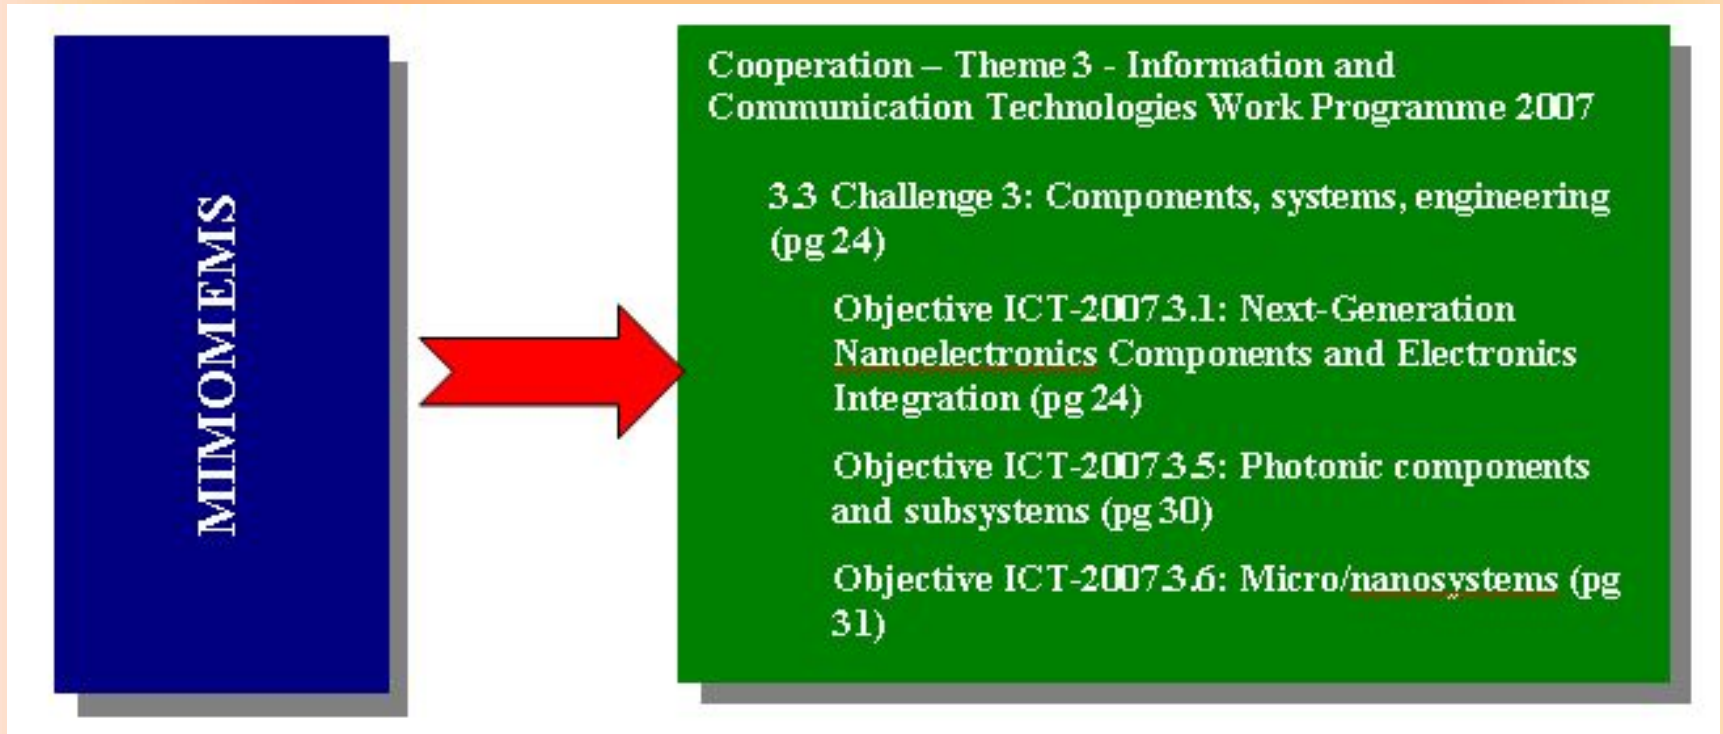 MIMOMEMS
Cooperation – Theme 3 - Information and
Communication Technologies Work Programme 2007
3.3 Challenge 3: Components, systems, engineering
(pg 24)
Objective ICT-2007.3.1: Next-Generation
Nanoelectronics Components and Electronics
Integration (pg 24)
Objective ICT-2007.3.5: Photonic components
and subsystems (pg 30)
Objective ICT-2007.3.6: Micro/nanosystems (pg
31)